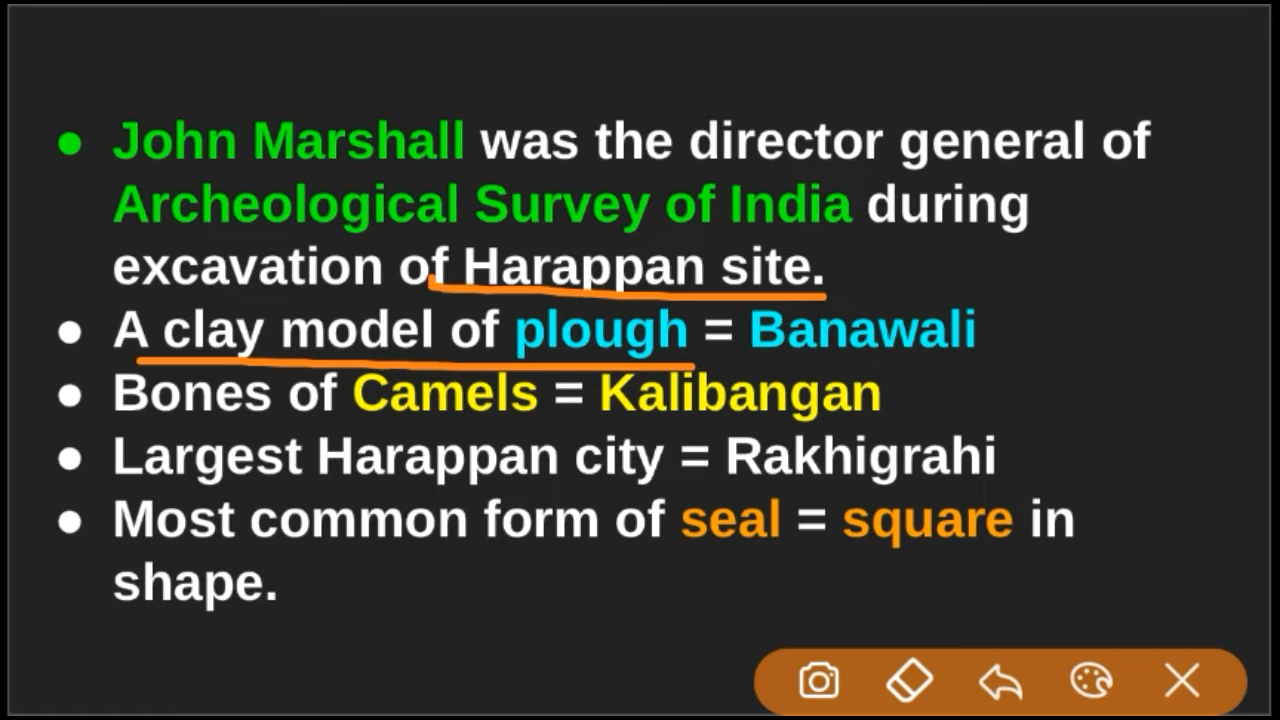 ● John Marshall was the director general of
Archeological Survey of India during
excavation of Harappan site.
● A clay model of plough = Banawali
● Bones of Camels = Kalibangan
● Largest Harappan city = Rakhigrahi
● Most common form of seal = square in
shape.